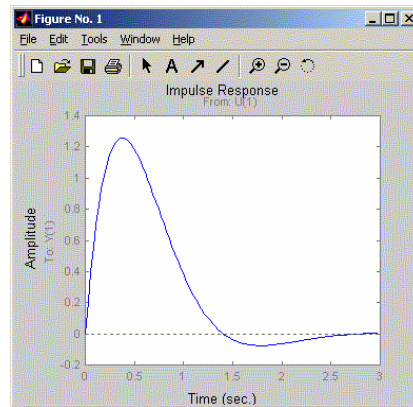 Figure No. 1
File Edit Tools Window Help
A
Impulse Response
From: U(1)
1.4
1.2
1
0.8
0.6
0.4
0.2
0
-0.2
Amplitude
To: Y(1)
0 0.5 1 1.5 2 2.5 3
Time (sec.)